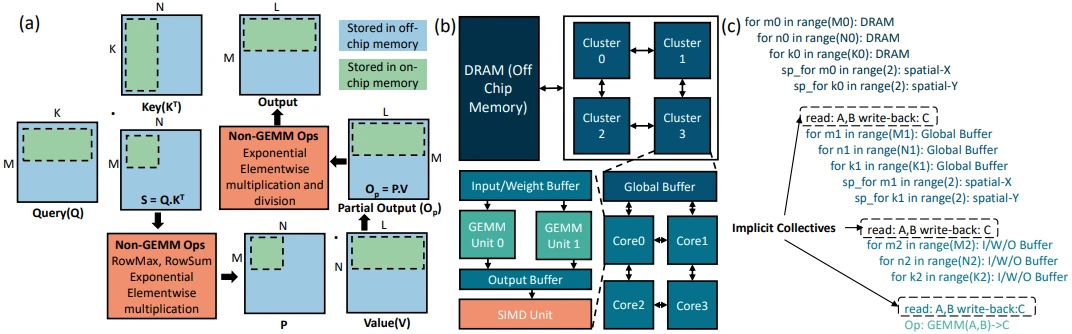 (a)
N
K
Key(K^T)
L
M
Output
Stored in off-
chip memory
Stored in on-
chip memory
K
M
Query(Q)
.
N
M
S = Q.K^T
Non-GEMM Ops
Exponential
Elementwise
multiplication and
division
L
M
O_p = P.V
Partial Output (O_p)
Non-GEMM Ops
RowMax, RowSum
Exponential
Elementwise
multiplication
N
M
P
.
L
N
Value(V)
(b)
DRAM (Off
Chip
Memory)
Cluster
0
Cluster
1
Cluster
2
Cluster
3
Input/Weight Buffer
GEMM
Unit 0
GEMM
Unit 1
Output Buffer
SIMD Unit
Global Buffer
Core0
Core1
Core2
Core3
(c)
for m0 in range(M0): DRAM
for n0 in range(N0): DRAM
for k0 in range(K0): DRAM
sp_for m0 in range(2): spatial-X
sp_for k0 in range(2): spatial-Y
read: A,B write-back: C
for m1 in range(M1): Global Buffer
for n1 in range(N1): Global Buffer
for k1 in range(K1): Global Buffer
sp_for m1 in range(2): spatial-X
sp_for k1 in range(2): spatial-Y
Implicit Collectives
read: A,B write-back: C
for m2 in range(M2): I/W/O Buffer
for n2 in range(N2): I/W/O Buffer
for k2 in range(K2): I/W/O Buffer
read: A,B write-back:C
Op: GEMM(A,B)->C